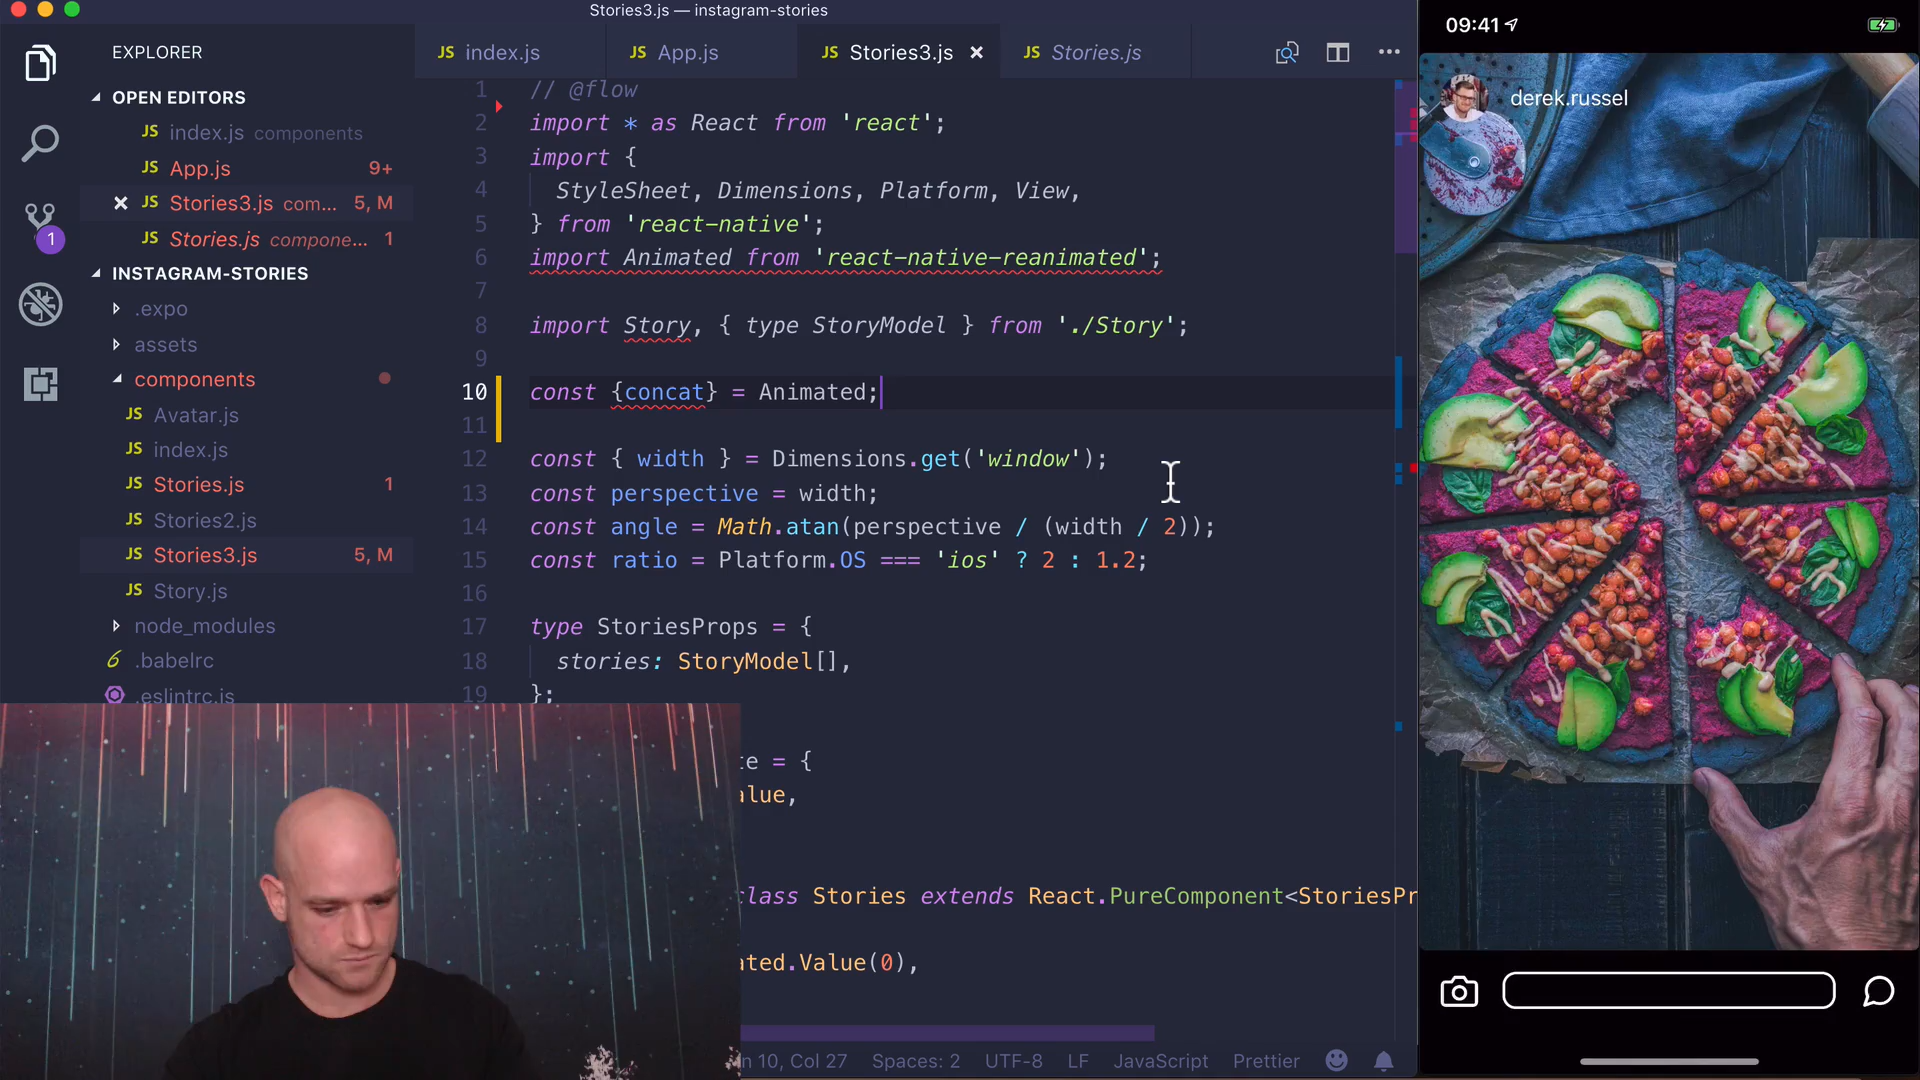 Stories3.js — instagram-stories
EXPLORER
OPEN EDITORS
JS index.js components
JS App.js 9+
JS Stories3.js com... 5, M
JS Stories.js compone... 1
INSTAGRAM-STORIES
.expo
assets
components
JS Avatar.js
JS index.js
JS Stories.js 1
JS Stories2.js
JS Stories3.js 5, M
JS Story.js
node_modules
6 .babelrc
.eslintrc.js
1
JS index.js JS App.js JS Stories3.js JS Stories.js
1 // @flow
2 import * as React from 'react';
3 import {
4 StyleSheet, Dimensions, Platform, View,
5 } from 'react-native';
6 import Animated from 'react-native-reanimated';
7
8 import Story, { type StoryModel } from './Story';
9
10 const {concat} = Animated;
11
12 const { width } = Dimensions.get('window');
13 const perspective = width;
14 const angle = Math.atan(perspective / (width / 2));
15 const ratio = Platform.OS === 'ios' ? 2 : 1.2;
16
17 type StoriesProps = {
18 stories: StoryModel[],
19 };
te = {
alue,
class Stories extends React.PureComponent<StoriesPr
ated.Value(0),
n 10, Col 27 Spaces: 2 UTF-8 LF JavaScript Prettier
09:41
derek.russel